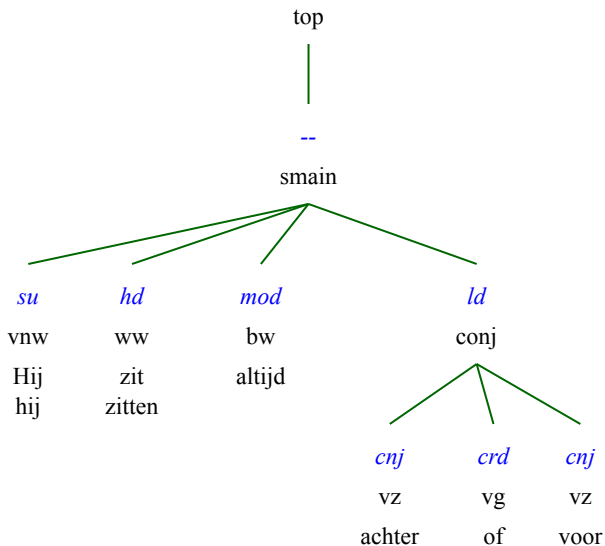 top
--
smain
su hd mod ld
vnw ww bw conj
Hij zit altijd
hij zitten
cnj crd cnj
vz vg vz
achter of voor